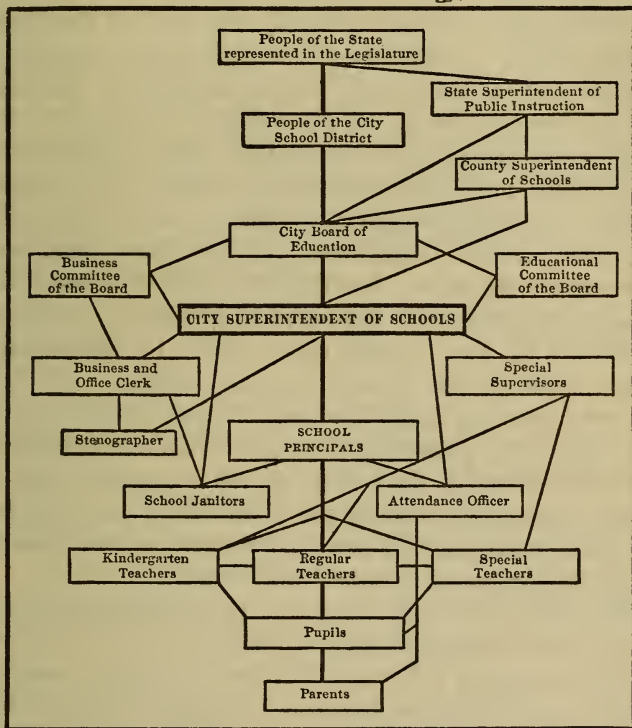 People of the State
represented in the Legislature
State Superintendent of
Public Instruction
People of the City
School District
County Superintendent
of Schools
City Board of
Education
Business
Committee
of the Board
Educational
Committee
of the Board
CITY SUPERINTENDENT OF SCHOOLS
Business and
Office Clerk
Special
Supervisors
Stenographer
SCHOOL
PRINCIPALS
School Janitors
Attendance Officer
Kindergarten
Teachers
Regular
Teachers
Special
Teachers
Pupils
Parents